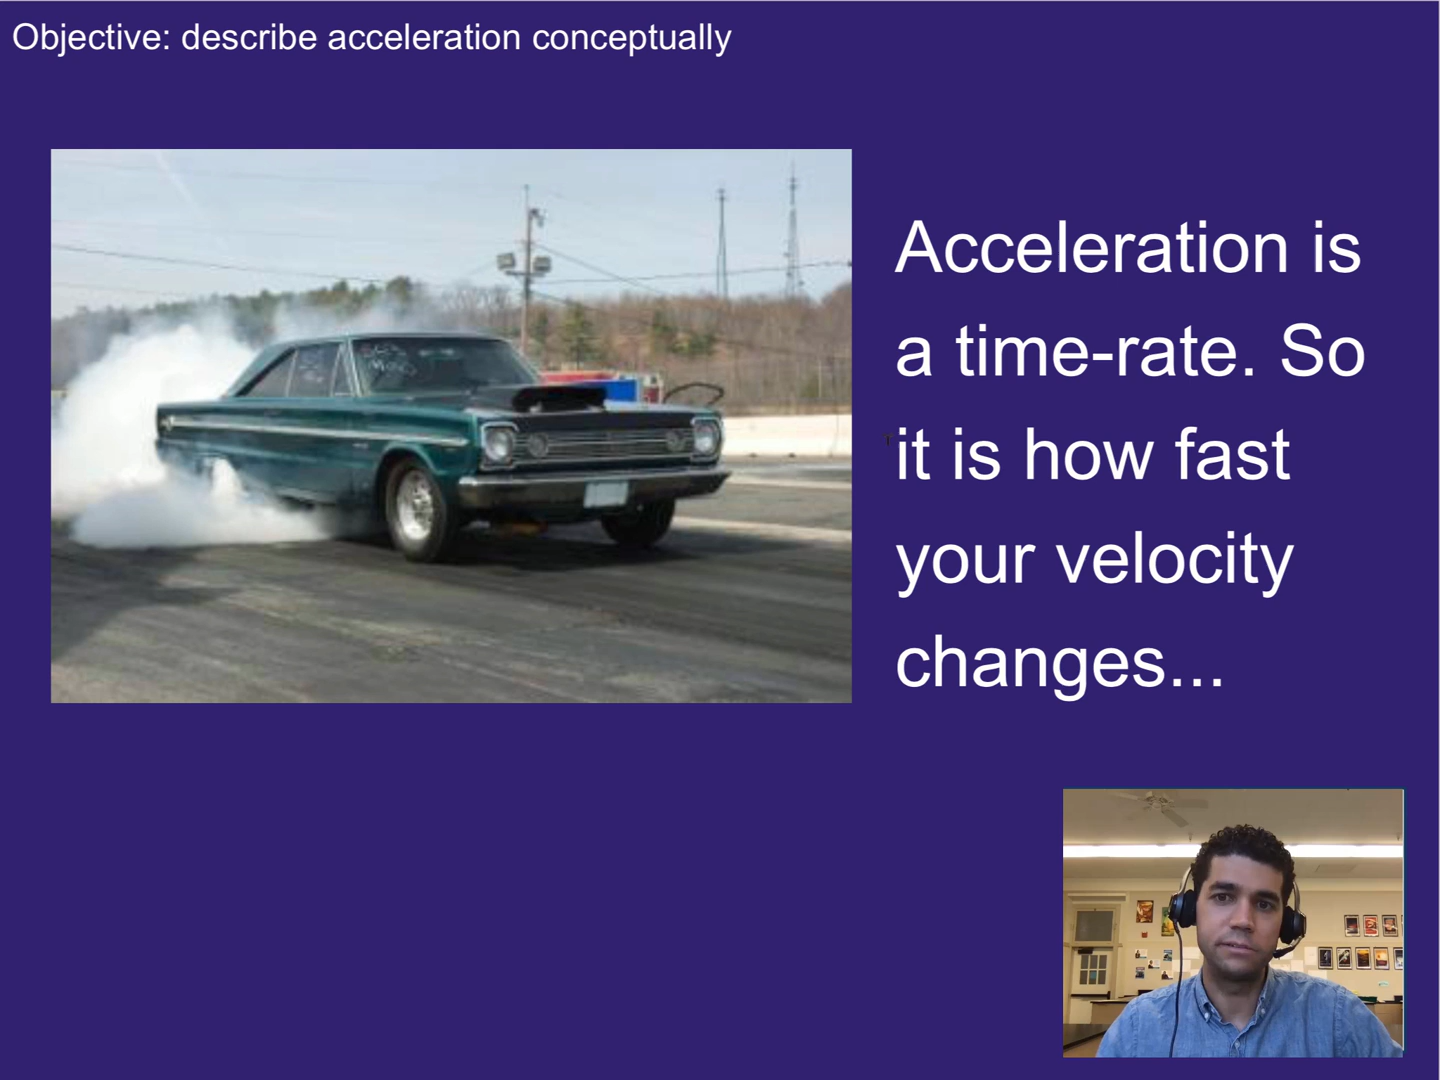 Objective: describe acceleration conceptually
Acceleration is
a time-rate. So
it is how fast
your velocity
changes...